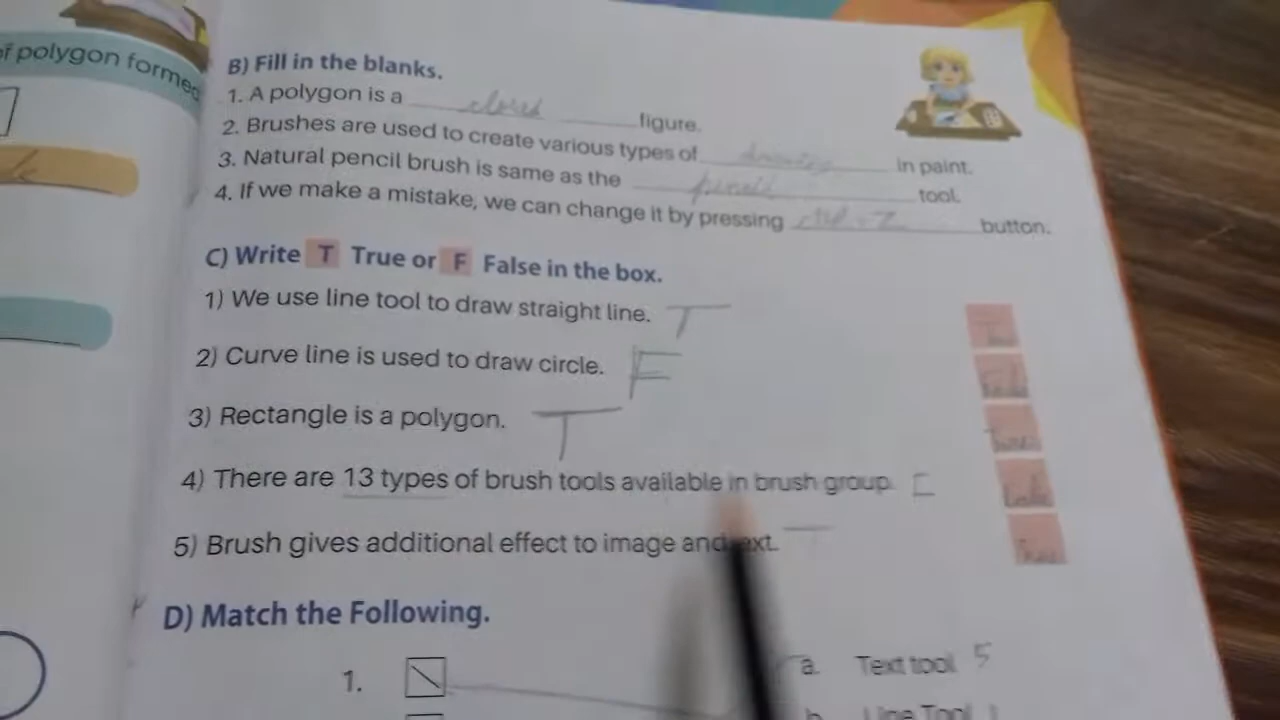 of polygon formed
B) Fill in the blanks.
1. A polygon is a closed figure.
2. Brushes are used to create various types of drawing in paint.
3. Natural pencil brush is same as the pencil tool.
4. If we make a mistake, we can change it by pressing ctrl + Z button.
C) Write T True or F False in the box.
1) We use line tool to draw straight line. T
2) Curve line is used to draw circle. F
3) Rectangle is a polygon. T
4) There are 13 types of brush tools available in brush group.
5) Brush gives additional effect to image and text. T
D) Match the Following.
1.
a. Text tool 5
b. Line Tool 1